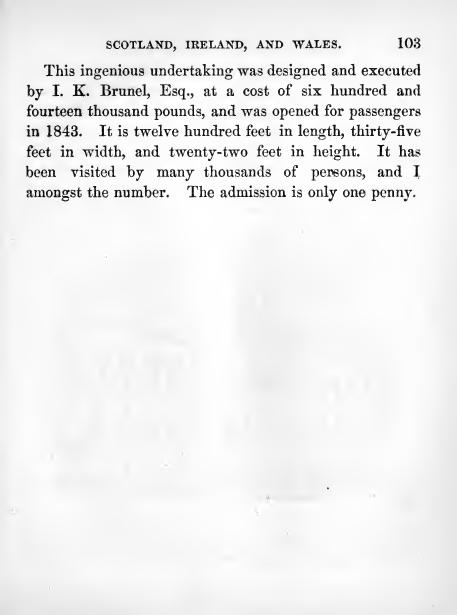 SCOTLAND, IRELAND, AND WALES. 103
This ingenious undertaking was designed and executed
by I. K. Brunel, Esq., at a cost of six hundred and
fourteen thousand pounds, and was opened for passengers
in 1843. It is twelve hundred feet in length, thirty-five
feet in width, and twenty-two feet in height. It has
been visited by many thousands of persons, and I
amongst the number. The admission is only one penny.